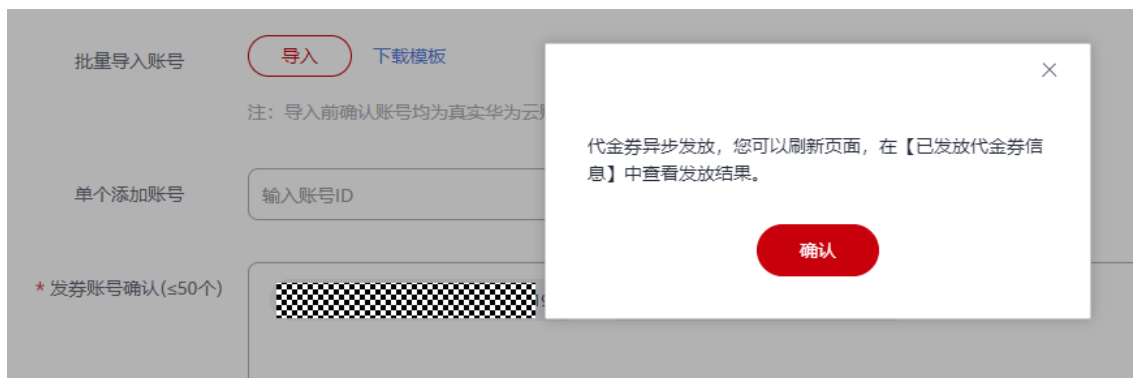 批量导入账号
导入
下载模板
注：导入前确认账号均为真实华为云
代金券异步发放，您可以刷新页面，在【已发放代金券信
息】中查看发放结果。
单个添加账号
输入账号ID
确认
* 发券账号确认(≤50个)